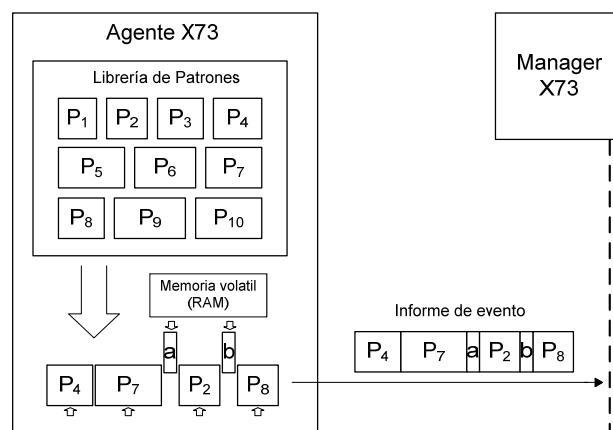 Agente X73
Librería de Patrones
P1 P2 P3 P4
P5 P6 P7
P8 P9 P10
Memoria volatil
(RAM)
a b
P4 P7 P2 P8
Manager
X73
Informe de evento
P4 P7 a P2 b P8